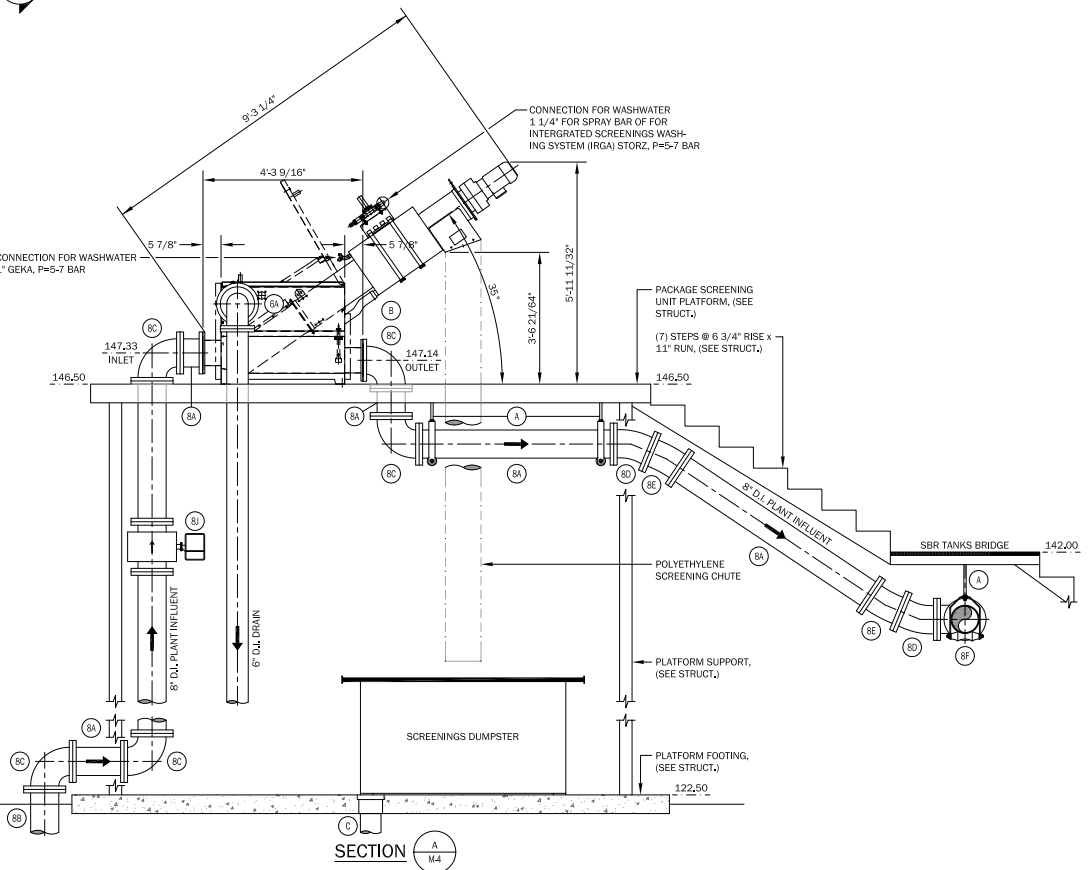 9'-3 1/4"
CONNECTION FOR WASHWATER
1 1/4" FOR SPRAY BAR OF FOR
INTERGRATED SCREENINGS WASH-
ING SYSTEM (IRGA) STORZ, P=5-7 BAR
4'-3 9/16"
5 7/8"
5 7/8"
CONNECTION FOR WASHWATER
1" GEKA, P=5-7 BAR
35°
3'-6 21/64"
5'-11 11/32"
PACKAGE SCREENING
UNIT PLATFORM, (SEE
STRUCT.)
(7) STEPS @ 6 3/4" RISE x
11" RUN, (SEE STRUCT.)
6A
B
8C
8C
147.33
INLET
147.14
OUTLET
146.50
146.50
8A
8A
A
8C
8A
8D
8E
8" D.I. PLANT INFLUENT
8A
SBR TANKS BRIDGE
142.00
A
8E
8D
8F
8J
8" D.I. PLANT INFLUENT
6" D.I. DRAIN
POLYETHYLENE
SCREENING CHUTE
PLATFORM SUPPORT,
(SEE STRUCT.)
SCREENINGS DUMPSTER
8A
8C
8C
PLATFORM FOOTING,
(SEE STRUCT.)
122.50
8B
C
SECTION
A
M-4